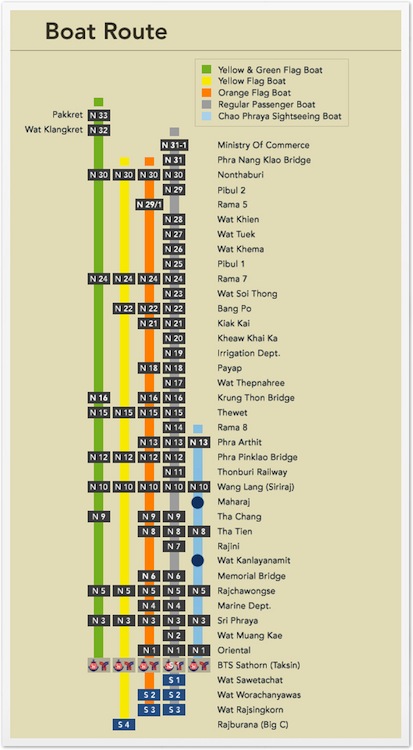 Boat Route
Yellow & Green Flag Boat
Yellow Flag Boat
Orange Flag Boat
Regular Passenger Boat
Chao Phraya Sightseeing Boat
Pakkret N 33
Wat Klangkret N 32
N 31-1 Ministry Of Commerce
N 31 Phra Nang Klao Bridge
N 30 N 30 N 30 N 30 Nonthaburi
N 29 Pibul 2
N 29/1 Rama 5
N 28 Wat Khien
N 27 Wat Tuek
N 26 Wat Khema
N 25 Pibul 1
N 24 N 24 N 24 N 24 Rama 7
N 23 Wat Soi Thong
N 22 N 22 N 22 Bang Po
N 21 N 21 Kiak Kai
N 20 Kheaw Khai Ka
N 19 Irrigation Dept.
N 18 N 18 Payap
N 17 Wat Thepnahree
N 16 N 16 N 16 Krung Thon Bridge
N 15 N 15 N 15 N 15 Thewet
N 14 Rama 8
N 13 N 13 N 13 Phra Arthit
N 12 N 12 N 12 N 12 Phra Pinklao Bridge
N 11 Thonburi Railway
N 10 N 10 N 10 N 10 N 10 Wang Lang (Siriraj)
Maharaj
N 9 N 9 N 9 Tha Chang
N 8 N 8 N 8 Tha Tien
N 7 Rajini
Wat Kanlayanamit
N 6 N 6 Memorial Bridge
N 5 N 5 N 5 N 5 N 5 Rajchawongse
N 4 N 4 Marine Dept.
N 3 N 3 N 3 N 3 N 3 Sri Phraya
N 2 Wat Muang Kae
N 1 N 1 N 1 Oriental
BTS Sathorn (Taksin)
S 1 Wat Sawetachat
S 2 S 2 Wat Worachanyawas
S 3 S 3 Wat Rajsingkorn
S 4 Rajburana (Big C)